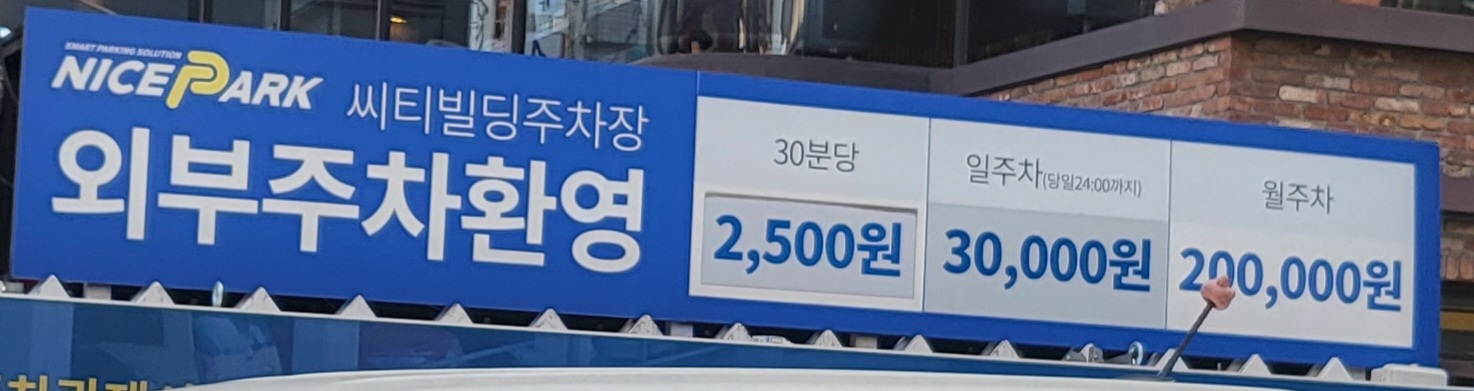 SMART PARKING SOLUTION
NICEPARK 씨티빌딩주차장
외부주차환영
30분당
2,500원
일주차(당일24:00까지)
30,000원
월주차
200,000원